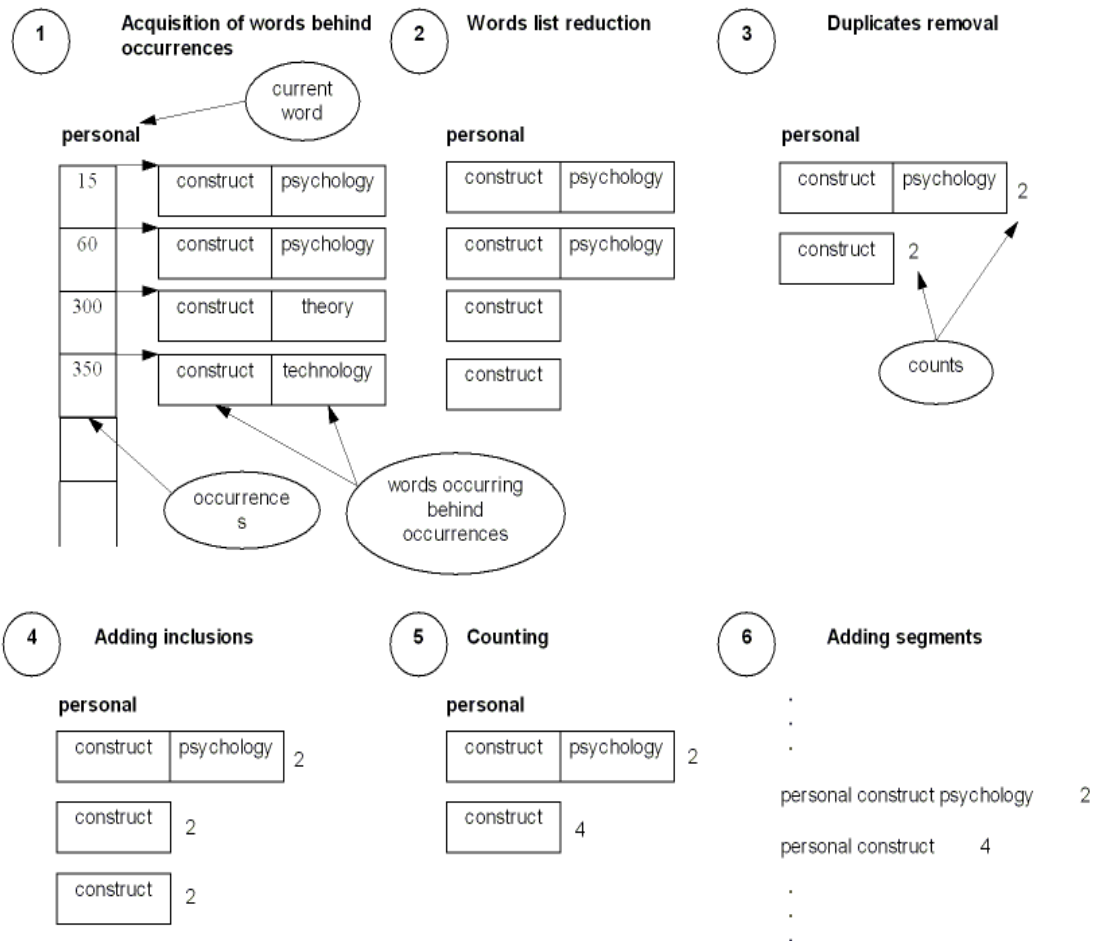 1
Acquisition of words behind
occurrences
current
word
personal
15
construct
psychology
60
construct
psychology
300
construct
theory
350
construct
technology
occurrence
s
words occurring
behind
occurrences
2
Words list reduction
personal
construct
psychology
construct
psychology
construct
construct
3
Duplicates removal
personal
construct
psychology
2
construct
2
counts
4
Adding inclusions
personal
construct
psychology
2
construct
2
construct
2
5
Counting
personal
construct
psychology
2
construct
4
6
Adding segments
.
.
.
personal construct psychology 2
personal construct 4
.
.
.